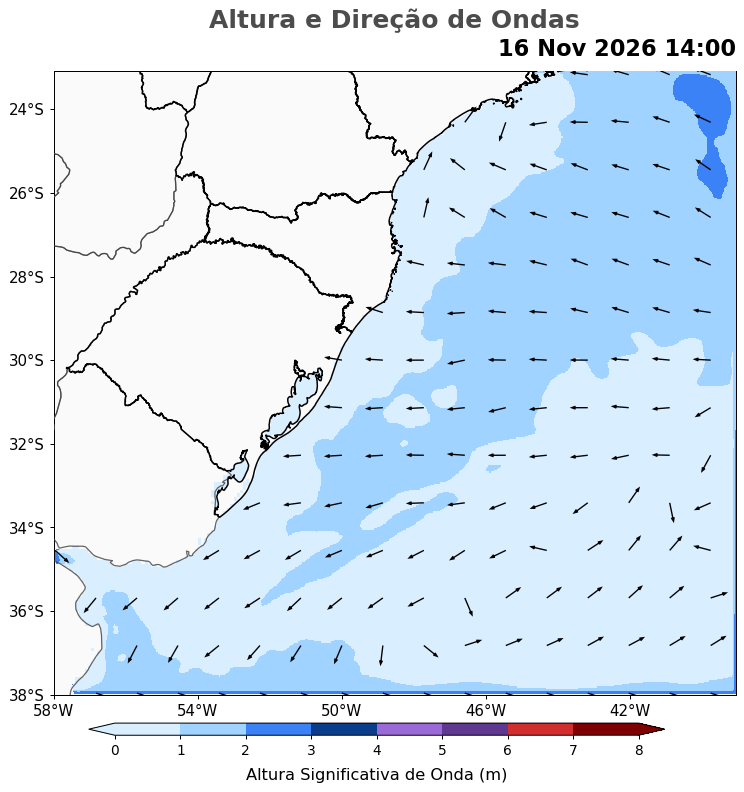 Altura e Direção de Ondas
16 Nov 2026 14:00
24°S
26°S
28°S
30°S
32°S
34°S
36°S
38°S
58°W 54°W 50°W 46°W 42°W
0 1 2 3 4 5 6 7 8
Altura Significativa de Onda (m)